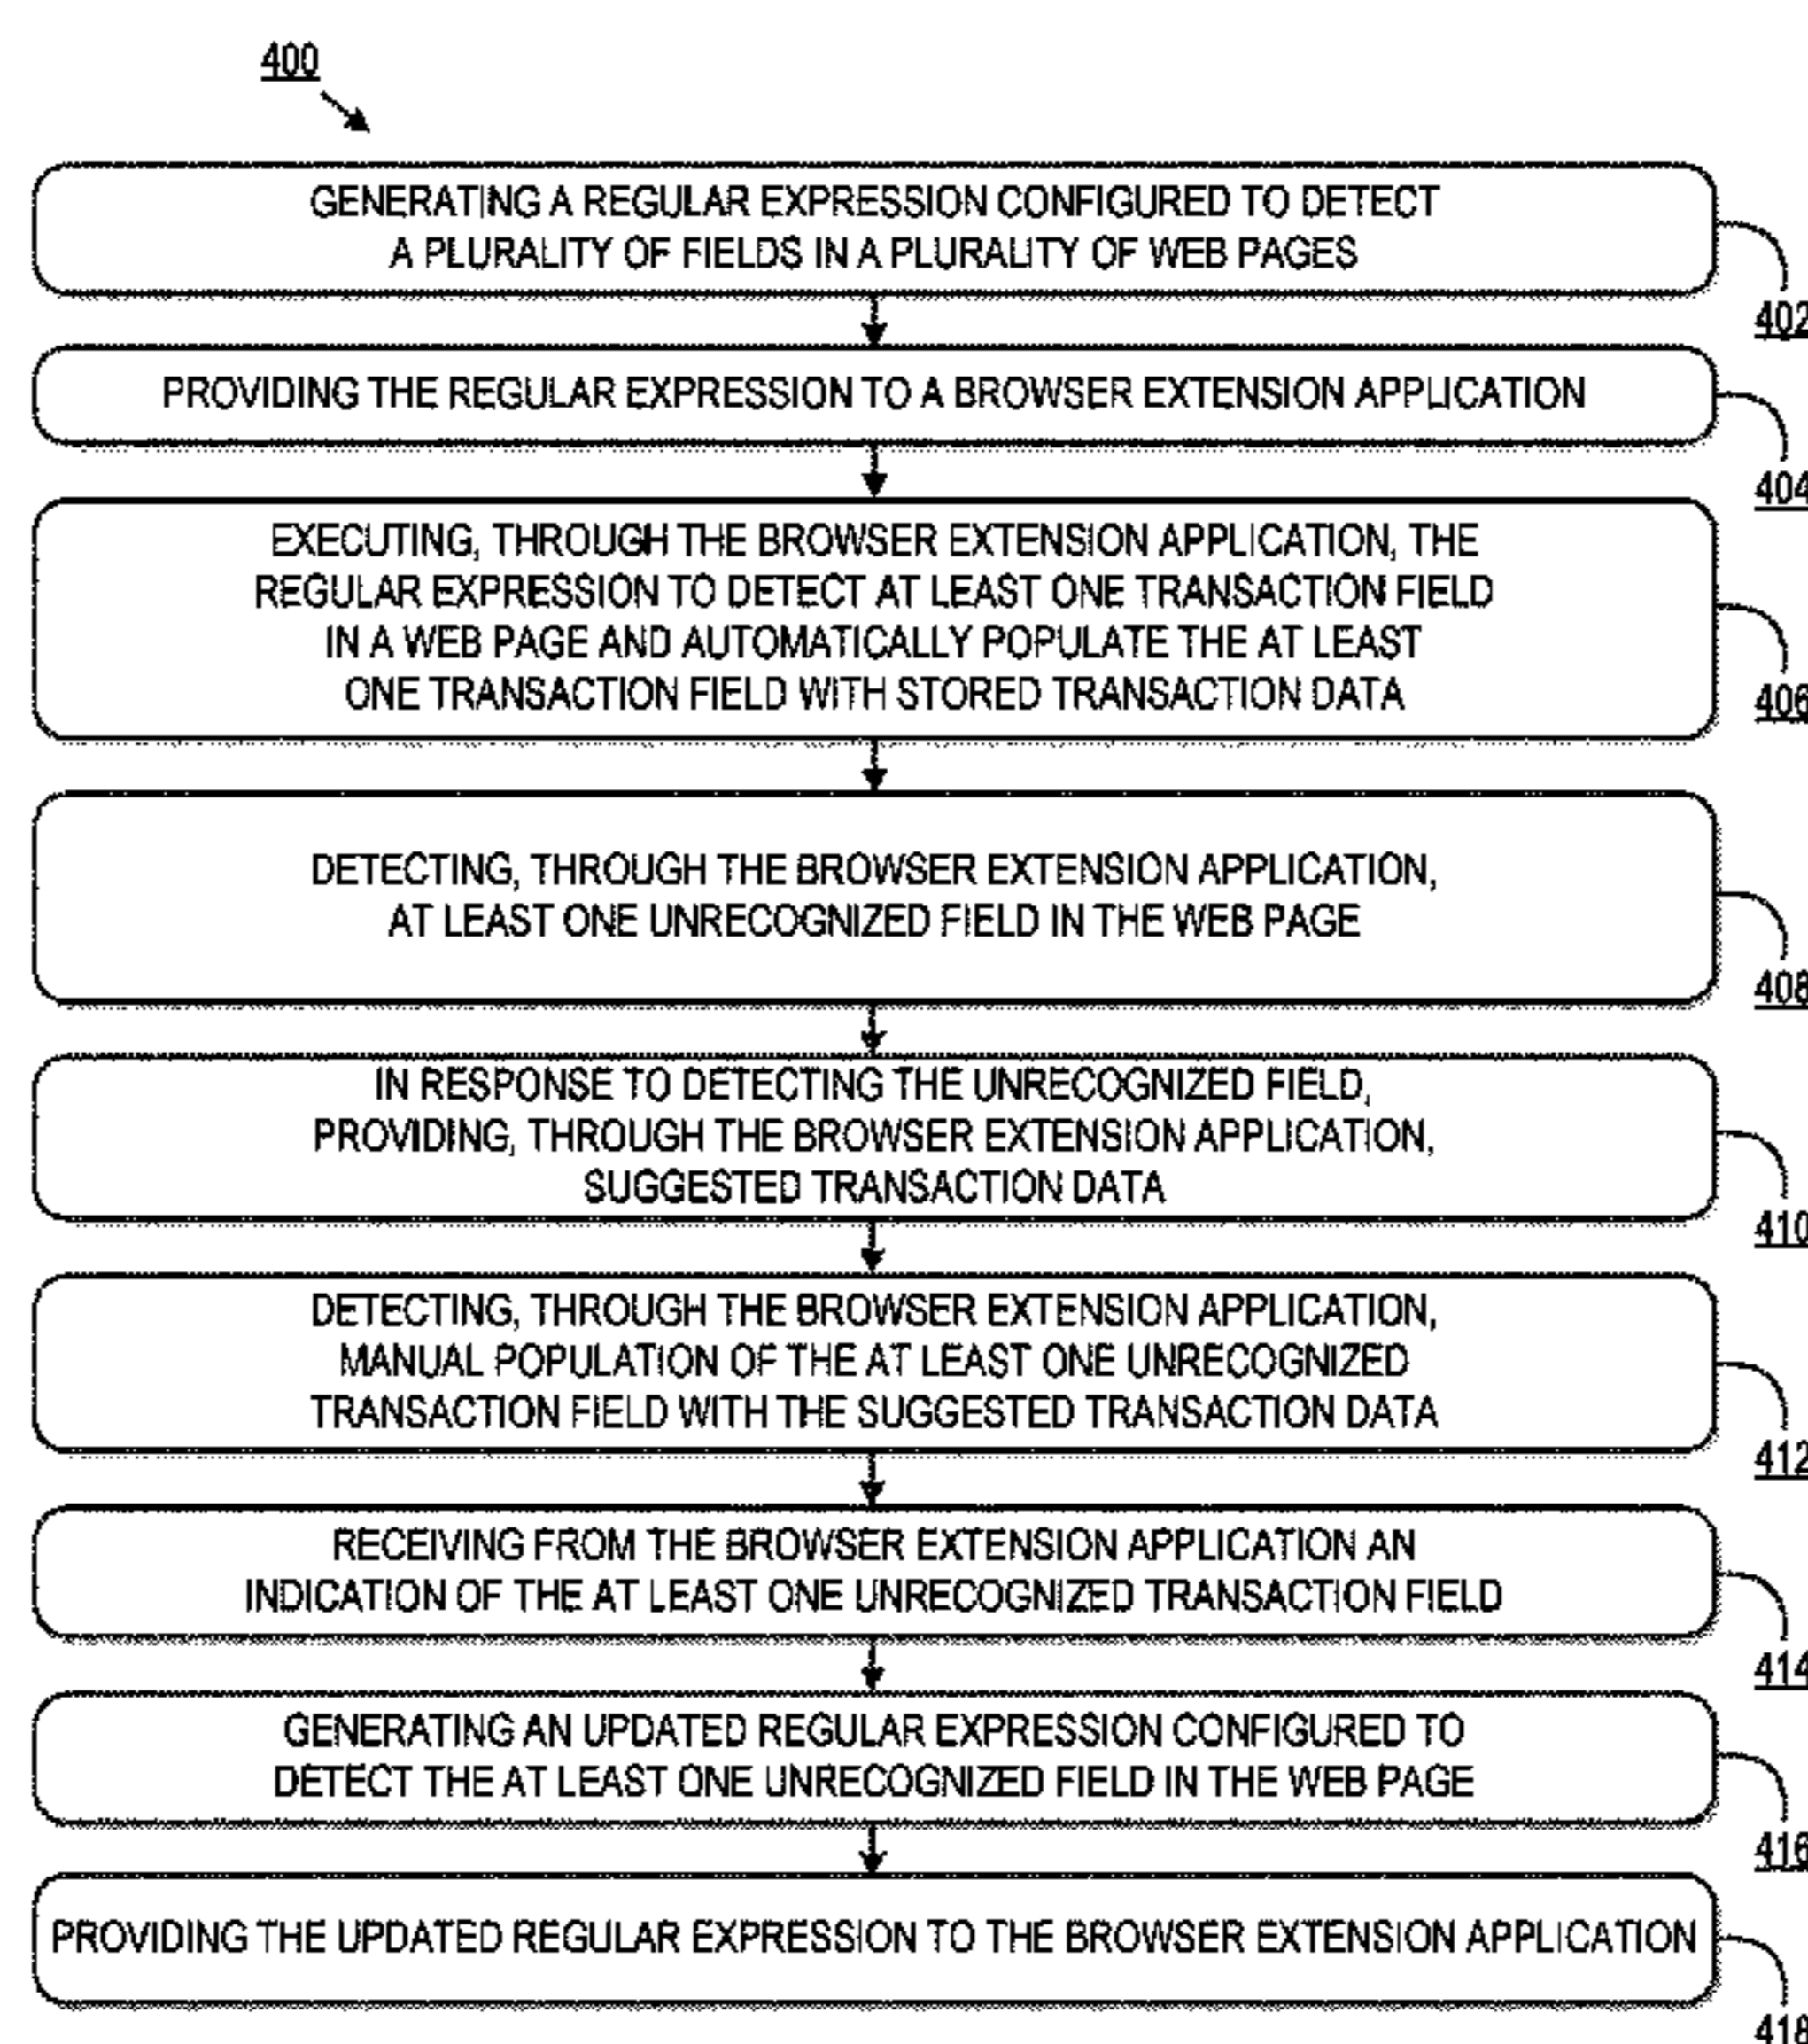 400
GENERATING A REGULAR EXPRESSION CONFIGURED TO DETECT
A PLURALITY OF FIELDS IN A PLURALITY OF WEB PAGES
402
PROVIDING THE REGULAR EXPRESSION TO A BROWSER EXTENSION APPLICATION
404
EXECUTING, THROUGH THE BROWSER EXTENSION APPLICATION, THE
REGULAR EXPRESSION TO DETECT AT LEAST ONE TRANSACTION FIELD
IN A WEB PAGE AND AUTOMATICALLY POPULATE THE AT LEAST
ONE TRANSACTION FIELD WITH STORED TRANSACTION DATA
406
DETECTING, THROUGH THE BROWSER EXTENSION APPLICATION,
AT LEAST ONE UNRECOGNIZED FIELD IN THE WEB PAGE
408
IN RESPONSE TO DETECTING THE UNRECOGNIZED FIELD,
PROVIDING, THROUGH THE BROWSER EXTENSION APPLICATION,
SUGGESTED TRANSACTION DATA
410
DETECTING, THROUGH THE BROWSER EXTENSION APPLICATION,
MANUAL POPULATION OF THE AT LEAST ONE UNRECOGNIZED
TRANSACTION FIELD WITH THE SUGGESTED TRANSACTION DATA
412
RECEIVING FROM THE BROWSER EXTENSION APPLICATION AN
INDICATION OF THE AT LEAST ONE UNRECOGNIZED TRANSACTION FIELD
414
GENERATING AN UPDATED REGULAR EXPRESSION CONFIGURED TO
DETECT THE AT LEAST ONE UNRECOGNIZED FIELD IN THE WEB PAGE
416
PROVIDING THE UPDATED REGULAR EXPRESSION TO THE BROWSER EXTENSION APPLICATION
418